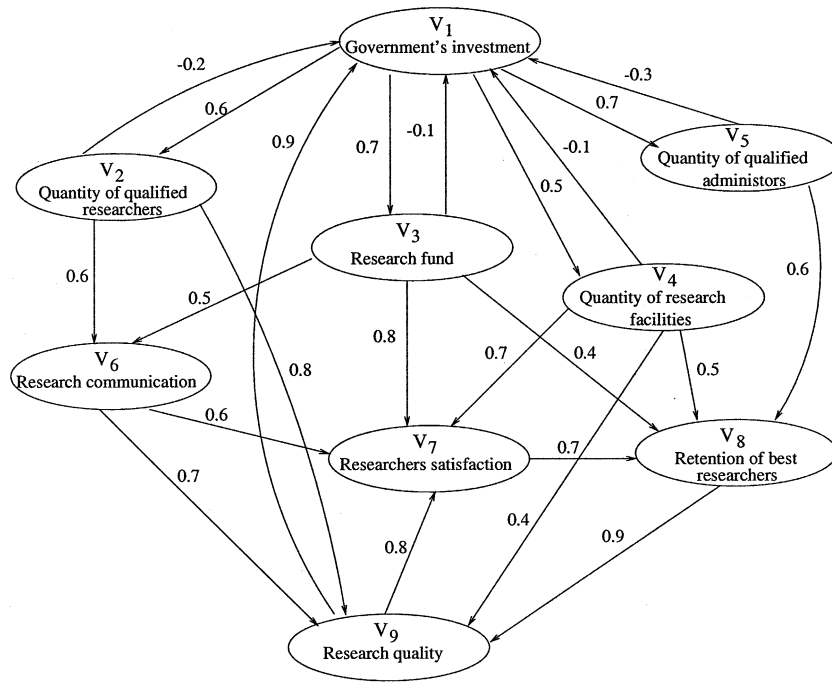 V1
Government's investment
-0.2
0.6
0.9
0.7
-0.1
0.5
-0.1
0.7
-0.3
V2
Quantity of qualified
researchers
V5
Quantity of qualified
administors
V3
Research fund
V4
Quantity of research
facilities
0.6
0.5
0.8
0.8
0.7
0.4
0.5
0.6
V6
Research communication
0.6
V7
Researchers satisfaction
0.7
V8
Retention of best
researchers
0.7
0.8
0.4
0.9
V9
Research quality